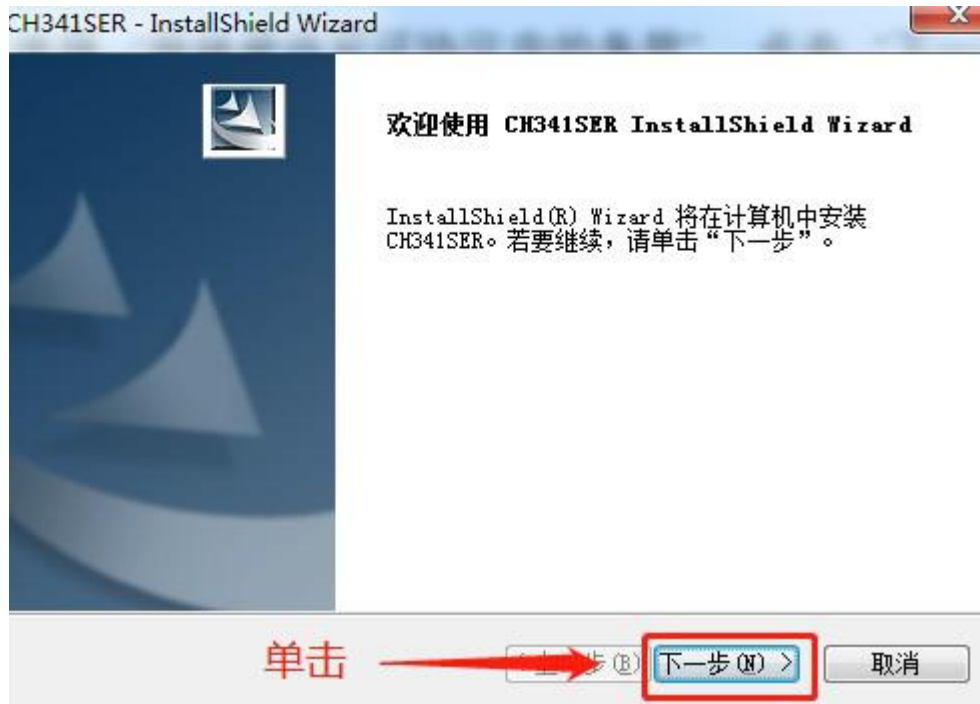 CH341SER - InstallShield Wizard
欢迎使用 CH341SER InstallShield Wizard
InstallShield(R) Wizard 将在计算机中安装
CH341SER。若要继续，请单击“下一步”。
单击
步(B)
下一步(N) >
取消